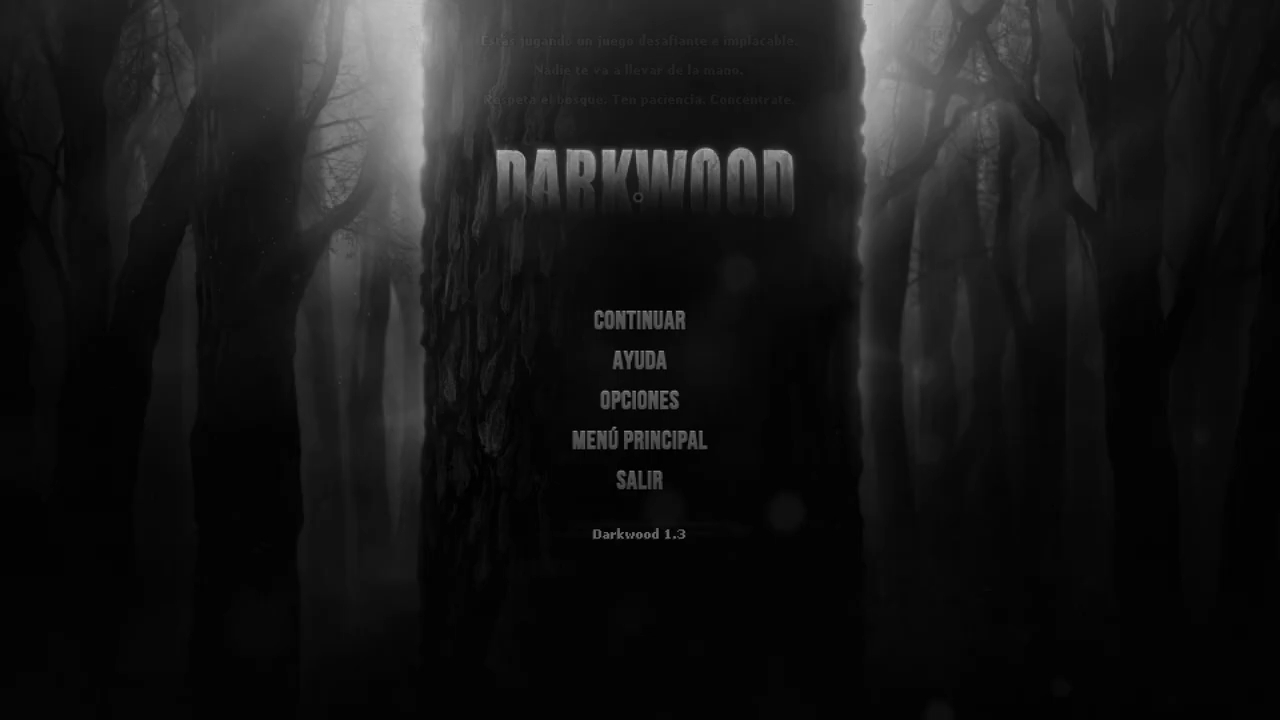 Estás jugando un juego desafiante e implacable.
Nadie te va a llevar de la mano.
Respeta el bosque. Ten paciencia. Concéntrate.
DARKWOOD
CONTINUAR
AYUDA
OPCIONES
MENÚ PRINCIPAL
SALIR
Darkwood 1.3